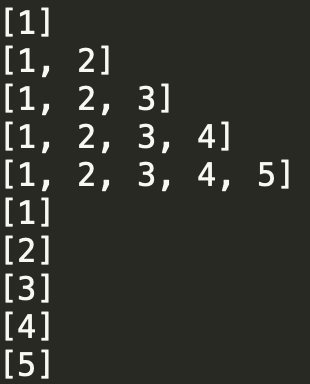 [1]
[1, 2]
[1, 2, 3]
[1, 2, 3, 4]
[1, 2, 3, 4, 5]
[1]
[2]
[3]
[4]
[5]